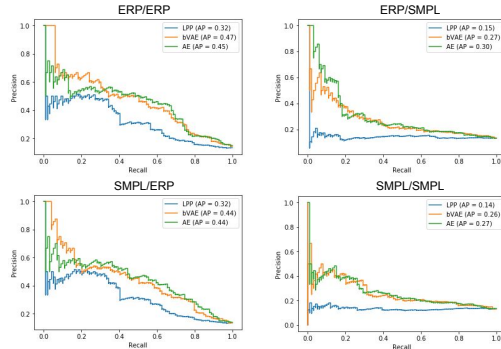 ERP/ERP
LPP (AP = 0.32)
bVAE (AP = 0.47)
AE (AP = 0.45)
Precision
1.0
0.8
0.6
0.4
0.2
0.0 0.2 0.4 0.6 0.8 1.0
Recall
ERP/SMPL
LPP (AP = 0.15)
bVAE (AP = 0.27)
AE (AP = 0.30)
Precision
1.0
0.8
0.6
0.4
0.2
0.0 0.2 0.4 0.6 0.8 1.0
Recall
SMPL/ERP
LPP (AP = 0.32)
bVAE (AP = 0.44)
AE (AP = 0.44)
Precision
1.0
0.8
0.6
0.4
0.2
0.0 0.2 0.4 0.6 0.8 1.0
Recall
SMPL/SMPL
LPP (AP = 0.14)
bVAE (AP = 0.26)
AE (AP = 0.27)
Precision
1.0
0.8
0.6
0.4
0.2
0.0
0.0 0.2 0.4 0.6 0.8 1.0
Recall